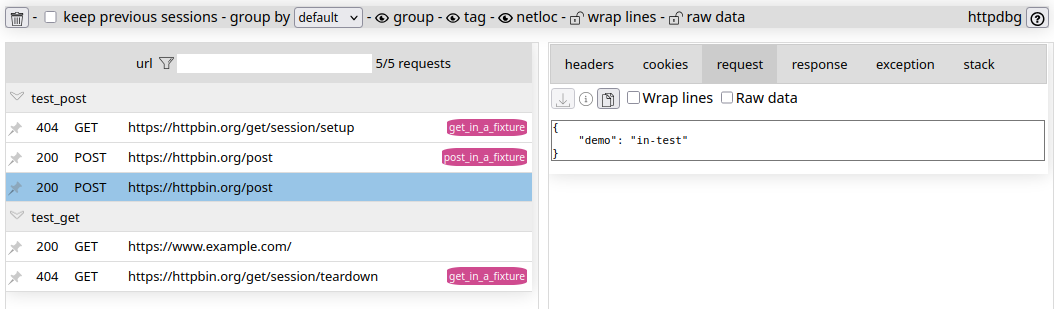 - keep previous sessions - group by default - group - tag - netloc - wrap lines - raw data httpdbg ?
url 5/5 requests
test_post
404 GET https://httpbin.org/get/session/setup get_in_a_fixture
200 POST https://httpbin.org/post post_in_a_fixture
200 POST https://httpbin.org/post
test_get
200 GET https://www.example.com/
404 GET https://httpbin.org/get/session/teardown get_in_a_fixture
headers cookies request response exception stack
Wrap lines Raw data
{
"demo": "in-test"
}